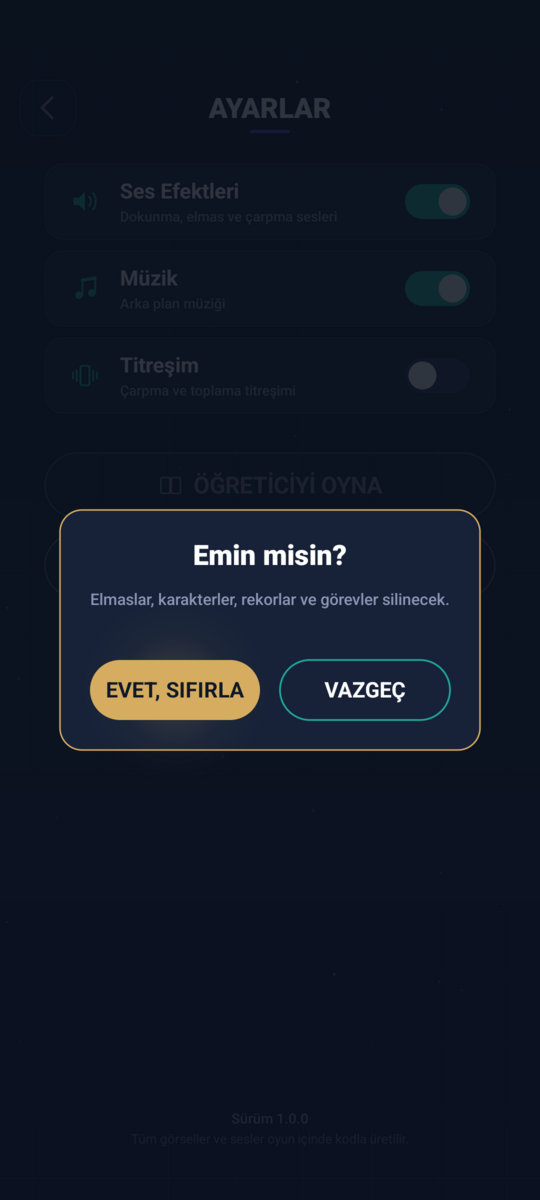 AYARLAR
Ses Efektleri
Dokunma, elmas ve çarpma sesleri
Müzik
Arka plan müziği
Titreşim
Çarpma ve toplama titreşimi
ÖĞRETİCİYİ OYNA
Emin misin?
Elmaslar, karakterler, rekorlar ve görevler silinecek.
EVET, SIFIRLA
VAZGEÇ
Sürüm 1.0.0
Tüm görseller ve sesler oyun içinde kodla üretilir.